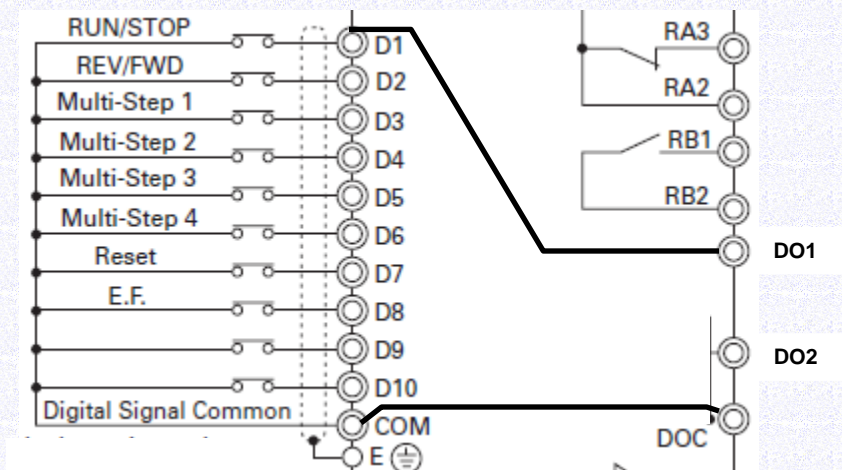 RUN/STOP
REV/FWD
Multi-Step 1
Multi-Step 2
Multi-Step 3
Multi-Step 4
Reset
E.F.
Digital Signal Common
D1
D2
D3
D4
D5
D6
D7
D8
D9
D10
COM
E
RA3
RA2
RB1
RB2
DO1
DO2
DOC